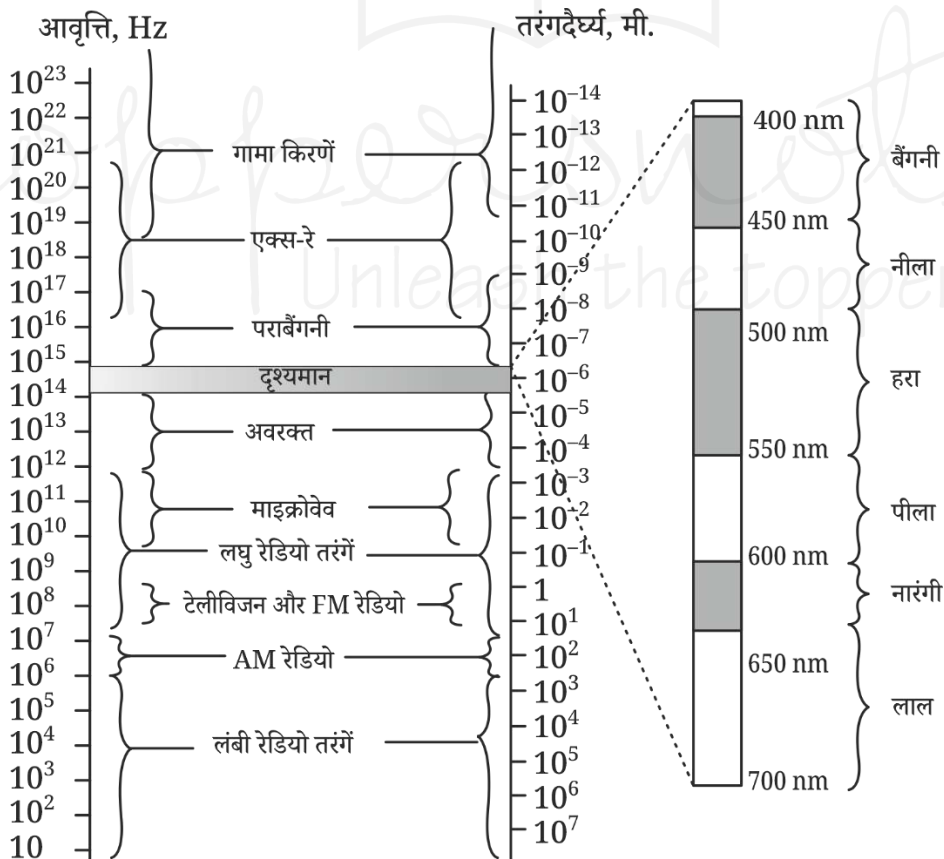 आवृत्ति, Hz
तरंगदैर्घ्य, मी.
10²³
10²²
10²¹
10²⁰
10¹⁹
10¹⁸
10¹⁷
10¹⁶
10¹⁵
10¹⁴
10¹³
10¹²
10¹¹
10¹⁰
10⁹
10⁸
10⁷
10⁶
10⁵
10⁴
10³
10²
10
गामा किरणें
एक्स-रे
पराबैंगनी
दृश्यमान
अवरक्त
माइक्रोवेव
लघु रेडियो तरंगें
टेलीविजन और FM रेडियो
AM रेडियो
लंबी रेडियो तरंगें
10⁻¹⁴
10⁻¹³
10⁻¹²
10⁻¹¹
10⁻¹⁰
10⁻⁹
10⁻⁸
10⁻⁷
10⁻⁶
10⁻⁵
10⁻⁴
10⁻³
10⁻²
10⁻¹
1
10¹
10²
10³
10⁴
10⁵
10⁶
10⁷
400 nm
450 nm
500 nm
550 nm
600 nm
650 nm
700 nm
बैंगनी
नीला
हरा
पीला
नारंगी
लाल
Unleash the topper